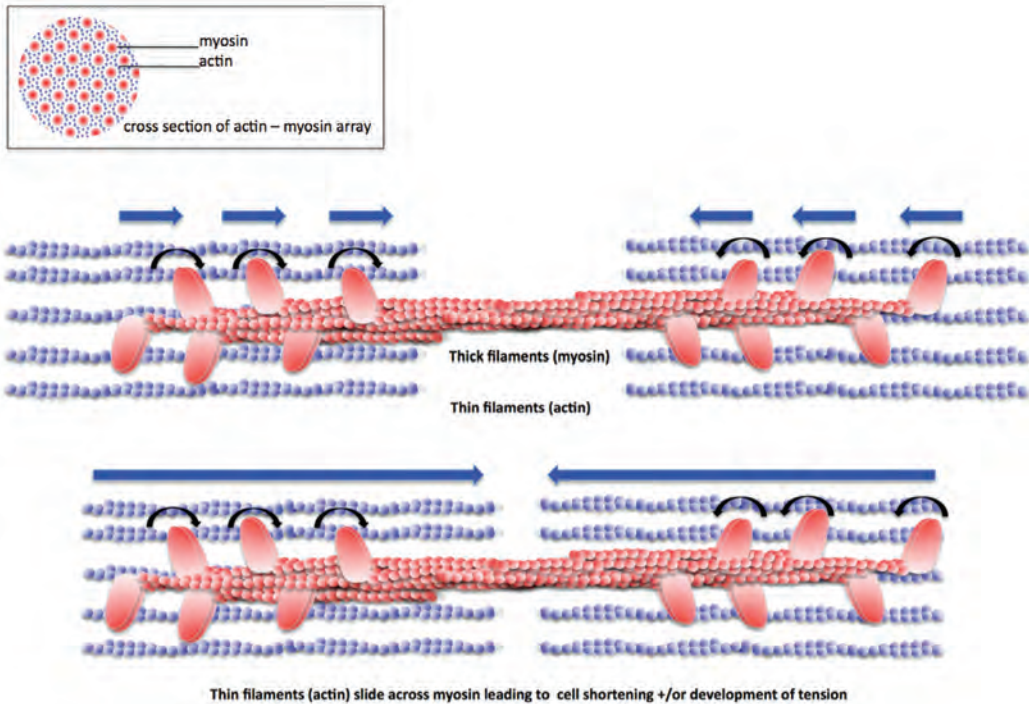 myosin
actin
cross section of actin – myosin array
Thick filaments (myosin)
Thin filaments (actin)
Thin filaments (actin) slide across myosin leading to cell shortening +/or development of tension